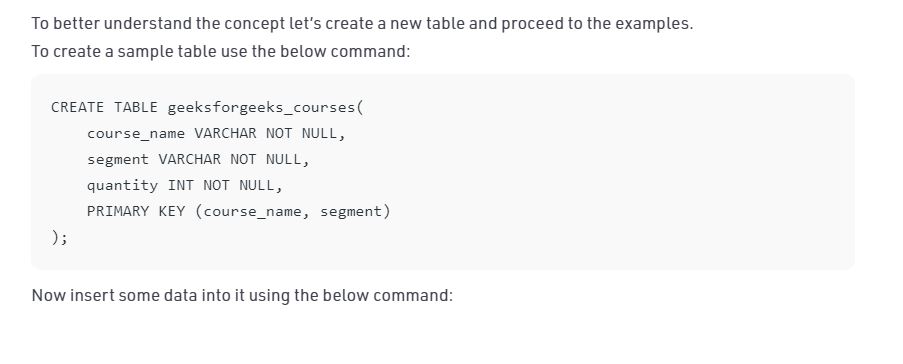 To better understand the concept let’s create a new table and proceed to the examples.
To create a sample table use the below command:
CREATE TABLE geeksforgeeks_courses(
    course_name VARCHAR NOT NULL,
    segment VARCHAR NOT NULL,
    quantity INT NOT NULL,
    PRIMARY KEY (course_name, segment)
);
Now insert some data into it using the below command: